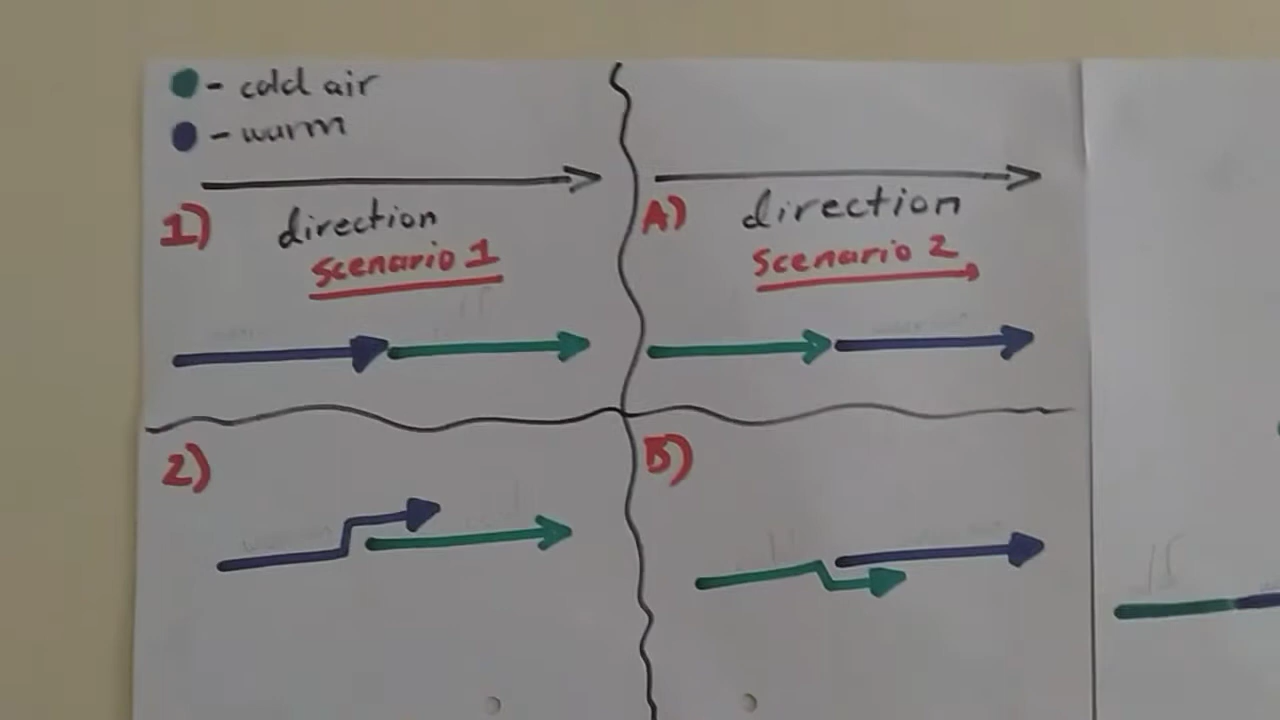 - cold air
- warm
1)
direction
scenario 1
A)
direction
scenario 2
2)
B)